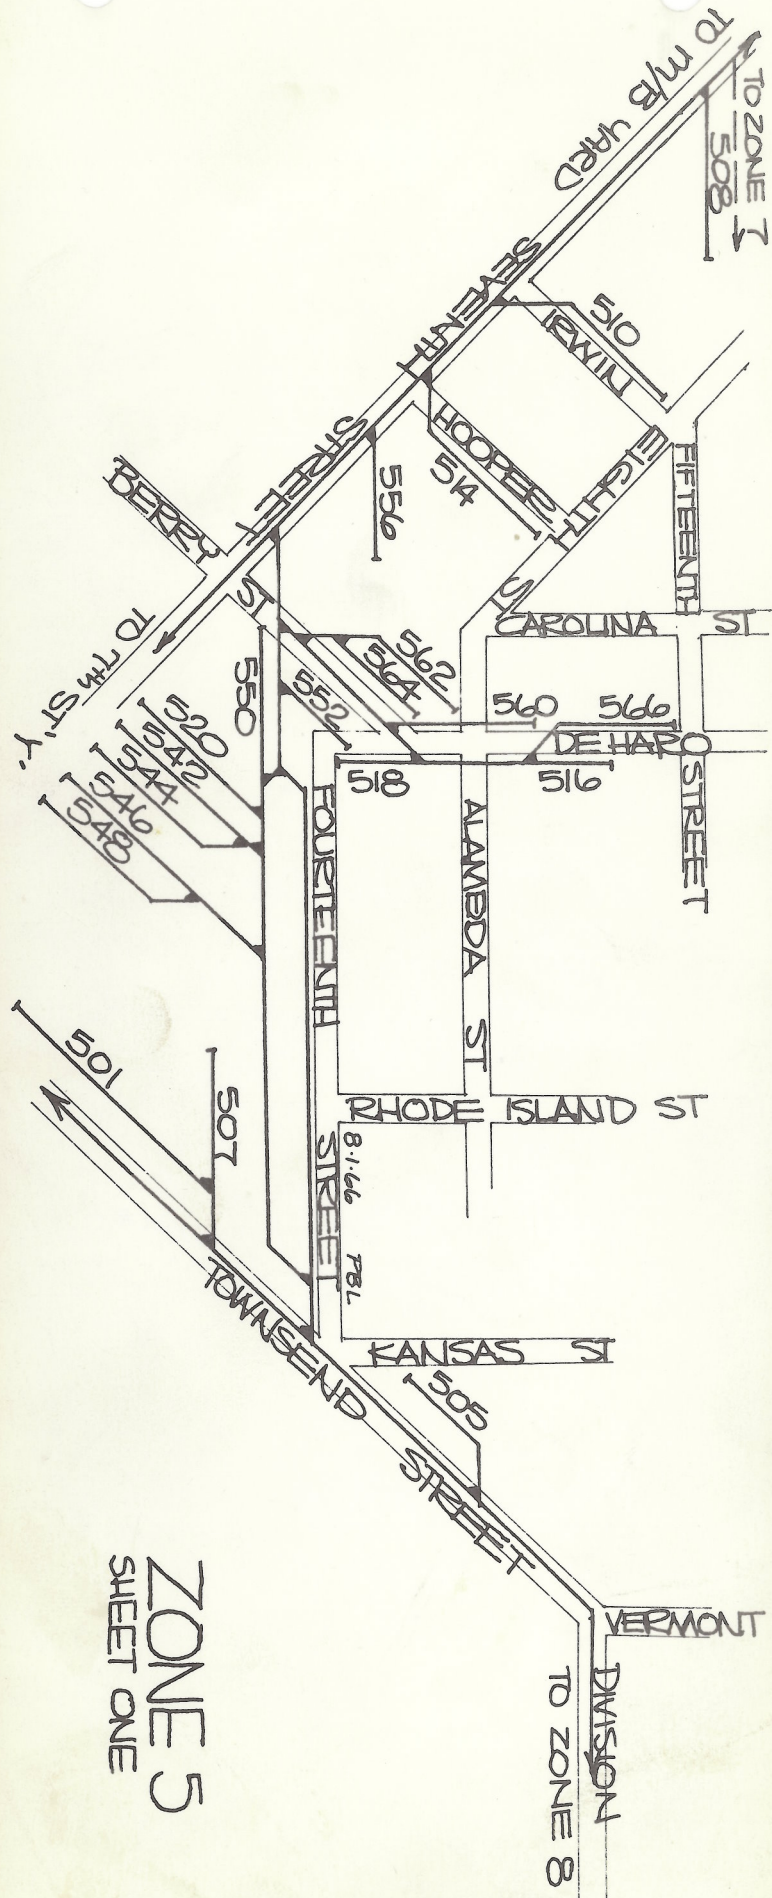 TO M/B YARD
TO ZONE 7
508
SEVENTH STREET
510
IRWIN
HOOPER
514
EIGHTH ST
FIFTEENTH STREET
556
BERRY ST
TO 7TH ST. Y.
CAROLINA ST
562
564
560
566
DE HARO
550
552
518
516
520
542
544
546
548
FOURTEENTH STREET
ALAMEDA ST
501
507
RHODE ISLAND ST
8-1-66 PBL
TOWNSEND STREET
KANSAS ST
505
VERMONT
DIVISION
TO ZONE 8
ZONE 5
SHEET ONE